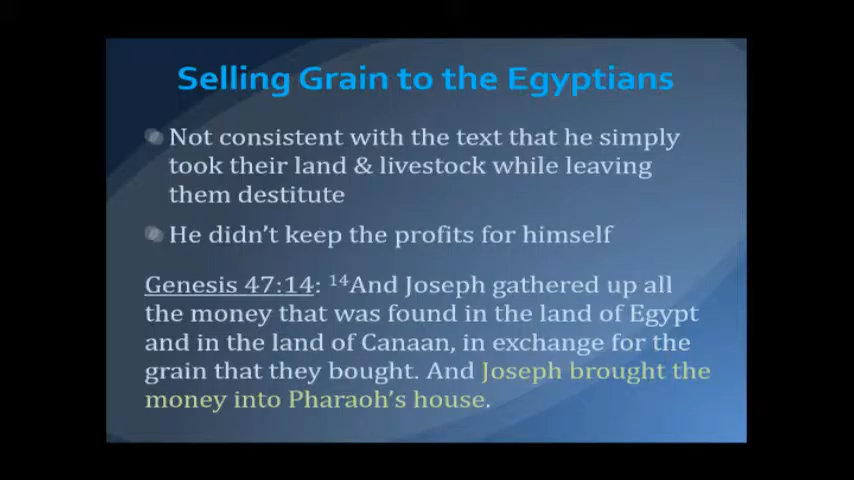 Selling Grain to the Egyptians
Not consistent with the text that he simply
took their land & livestock while leaving
them destitute
He didn't keep the profits for himself
Genesis 47:14: ¹⁴And Joseph gathered up all
the money that was found in the land of Egypt
and in the land of Canaan, in exchange for the
grain that they bought. And Joseph brought the
money into Pharaoh's house.